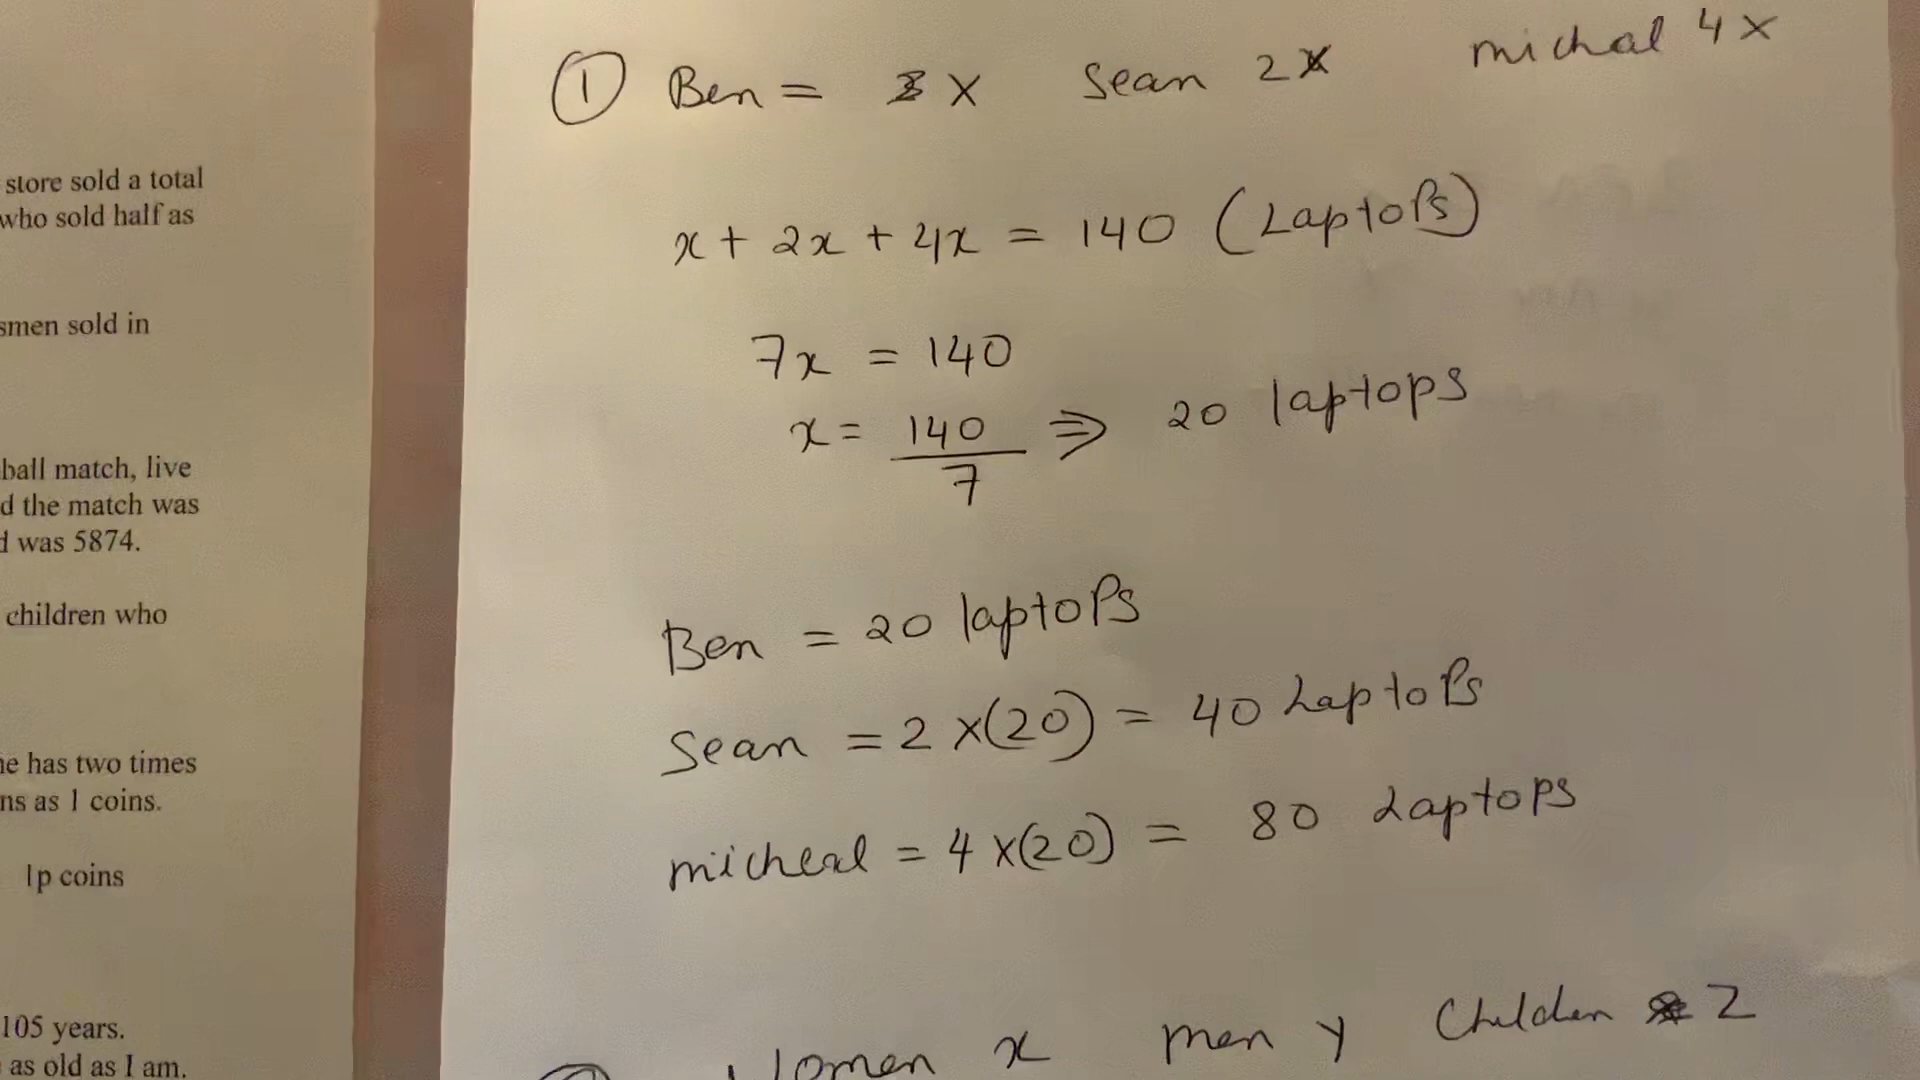 store sold a total
who sold half as
smen sold in
ball match, live
d the match was
d was 5874.
children who
he has two times
ns as 1 coins.
1p coins
105 years.
as old as I am.
① Ben = X Sean 2X michal 4X
x + 2x + 4x = 140 (Laptops)
7x = 140
x = 140/7 ⇒ 20 laptops
Ben = 20 laptops
Sean = 2 x(20) = 40 Laptops
micheal = 4 x(20) = 80 Laptops
Women x men y Children Z